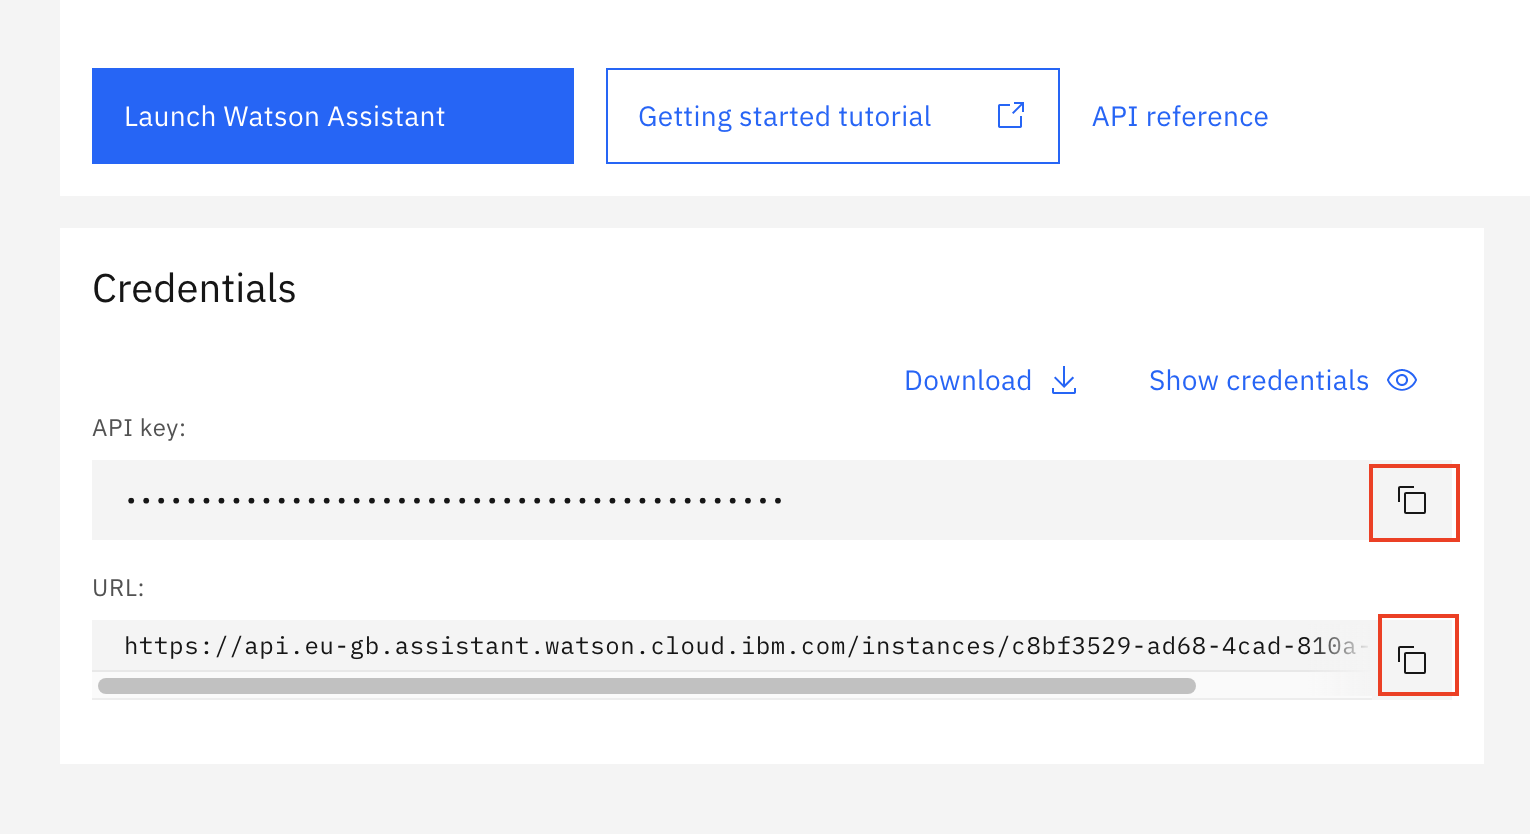 Launch Watson Assistant
Getting started tutorial
API reference
Credentials
Download
Show credentials
API key:
••••••••••••••••••••••••••••••••••••••••••••
URL:
https://api.eu-gb.assistant.watson.cloud.ibm.com/instances/c8bf3529-ad68-4cad-810a-